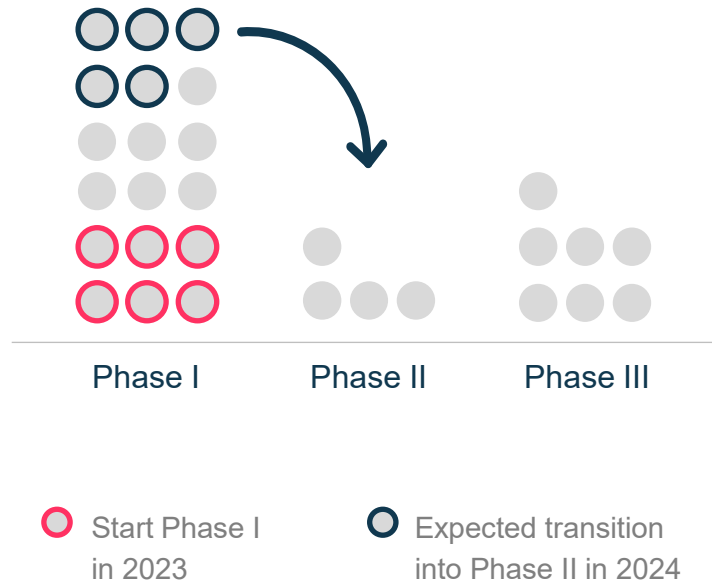 Phase I
Phase II
Phase III
Start Phase I
in 2023
Expected transition
into Phase II in 2024